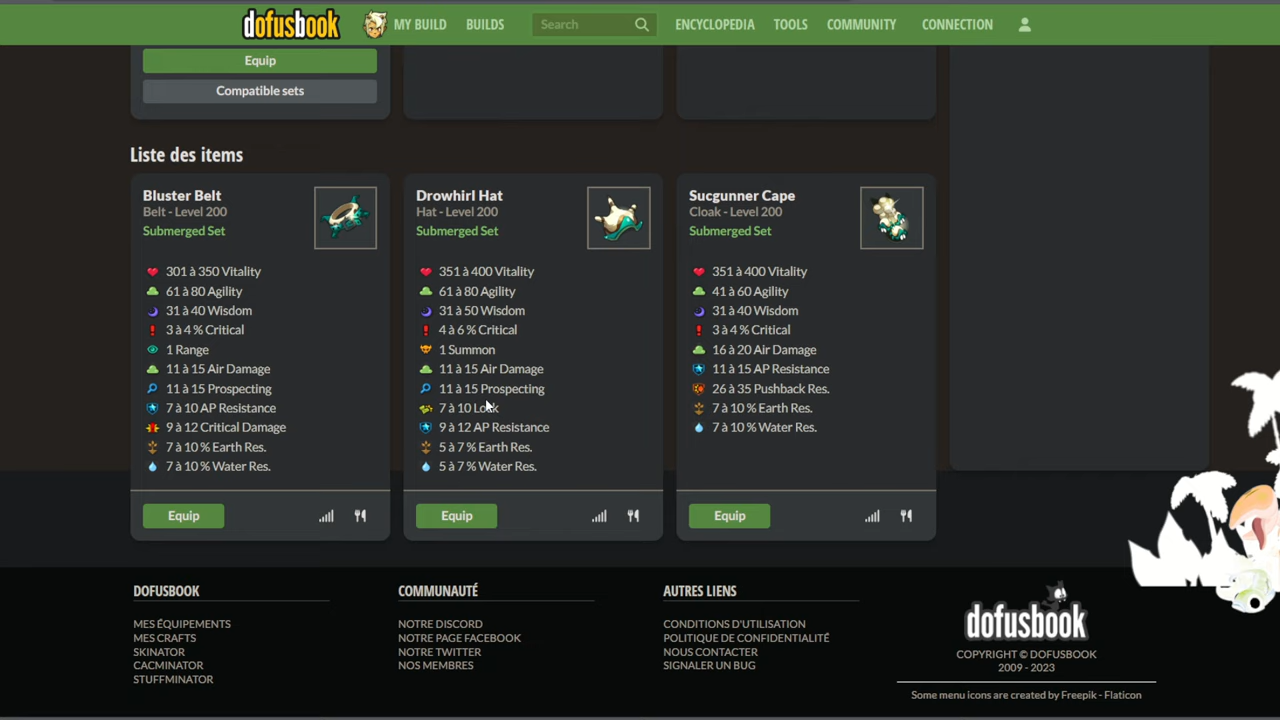 dofusbook MY BUILD BUILDS Search ENCYCLOPEDIA TOOLS COMMUNITY CONNECTION
Equip
Compatible sets
Liste des items
Bluster Belt
Belt - Level 200
Submerged Set
301 à 350 Vitality
61 à 80 Agility
31 à 40 Wisdom
3 à 4 % Critical
1 Range
11 à 15 Air Damage
11 à 15 Prospecting
7 à 10 AP Resistance
9 à 12 Critical Damage
7 à 10 % Earth Res.
7 à 10 % Water Res.
Equip
Drowhirl Hat
Hat - Level 200
Submerged Set
351 à 400 Vitality
61 à 80 Agility
31 à 50 Wisdom
4 à 6 % Critical
1 Summon
11 à 15 Air Damage
11 à 15 Prospecting
7 à 10 Lock
9 à 12 AP Resistance
5 à 7 % Earth Res.
5 à 7 % Water Res.
Equip
Sucgunner Cape
Cloak - Level 200
Submerged Set
351 à 400 Vitality
41 à 60 Agility
31 à 40 Wisdom
3 à 4 % Critical
16 à 20 Air Damage
11 à 15 AP Resistance
26 à 35 Pushback Res.
7 à 10 % Earth Res.
7 à 10 % Water Res.
Equip
DOFUSBOOK
MES ÉQUIPEMENTS
MES CRAFTS
SKINATOR
CACMINATOR
STUFFMINATOR
COMMUNAUTÉ
NOTRE DISCORD
NOTRE PAGE FACEBOOK
NOTRE TWITTER
NOS MEMBRES
AUTRES LIENS
CONDITIONS D'UTILISATION
POLITIQUE DE CONFIDENTIALITÉ
NOUS CONTACTER
SIGNALER UN BUG
dofusbook
COPYRIGHT © DOFUSBOOK
2009 - 2023
Some menu icons are created by Freepik - Flaticon